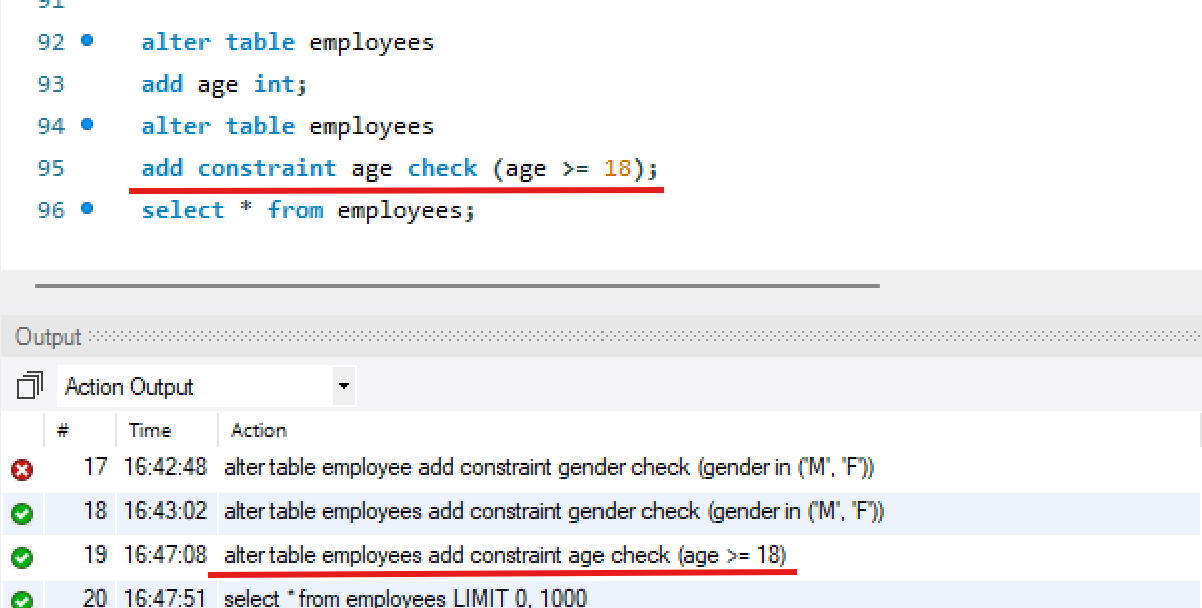 91
92 alter table employees
93 add age int;
94 alter table employees
95 add constraint age check (age >= 18);
96 select * from employees;
Output
Action Output
# Time Action
17 16:42:48 alter table employee add constraint gender check (gender in ('M', 'F'))
18 16:43:02 alter table employees add constraint gender check (gender in ('M', 'F'))
19 16:47:08 alter table employees add constraint age check (age >= 18)
20 16:47:51 select * from employees LIMIT 0, 1000